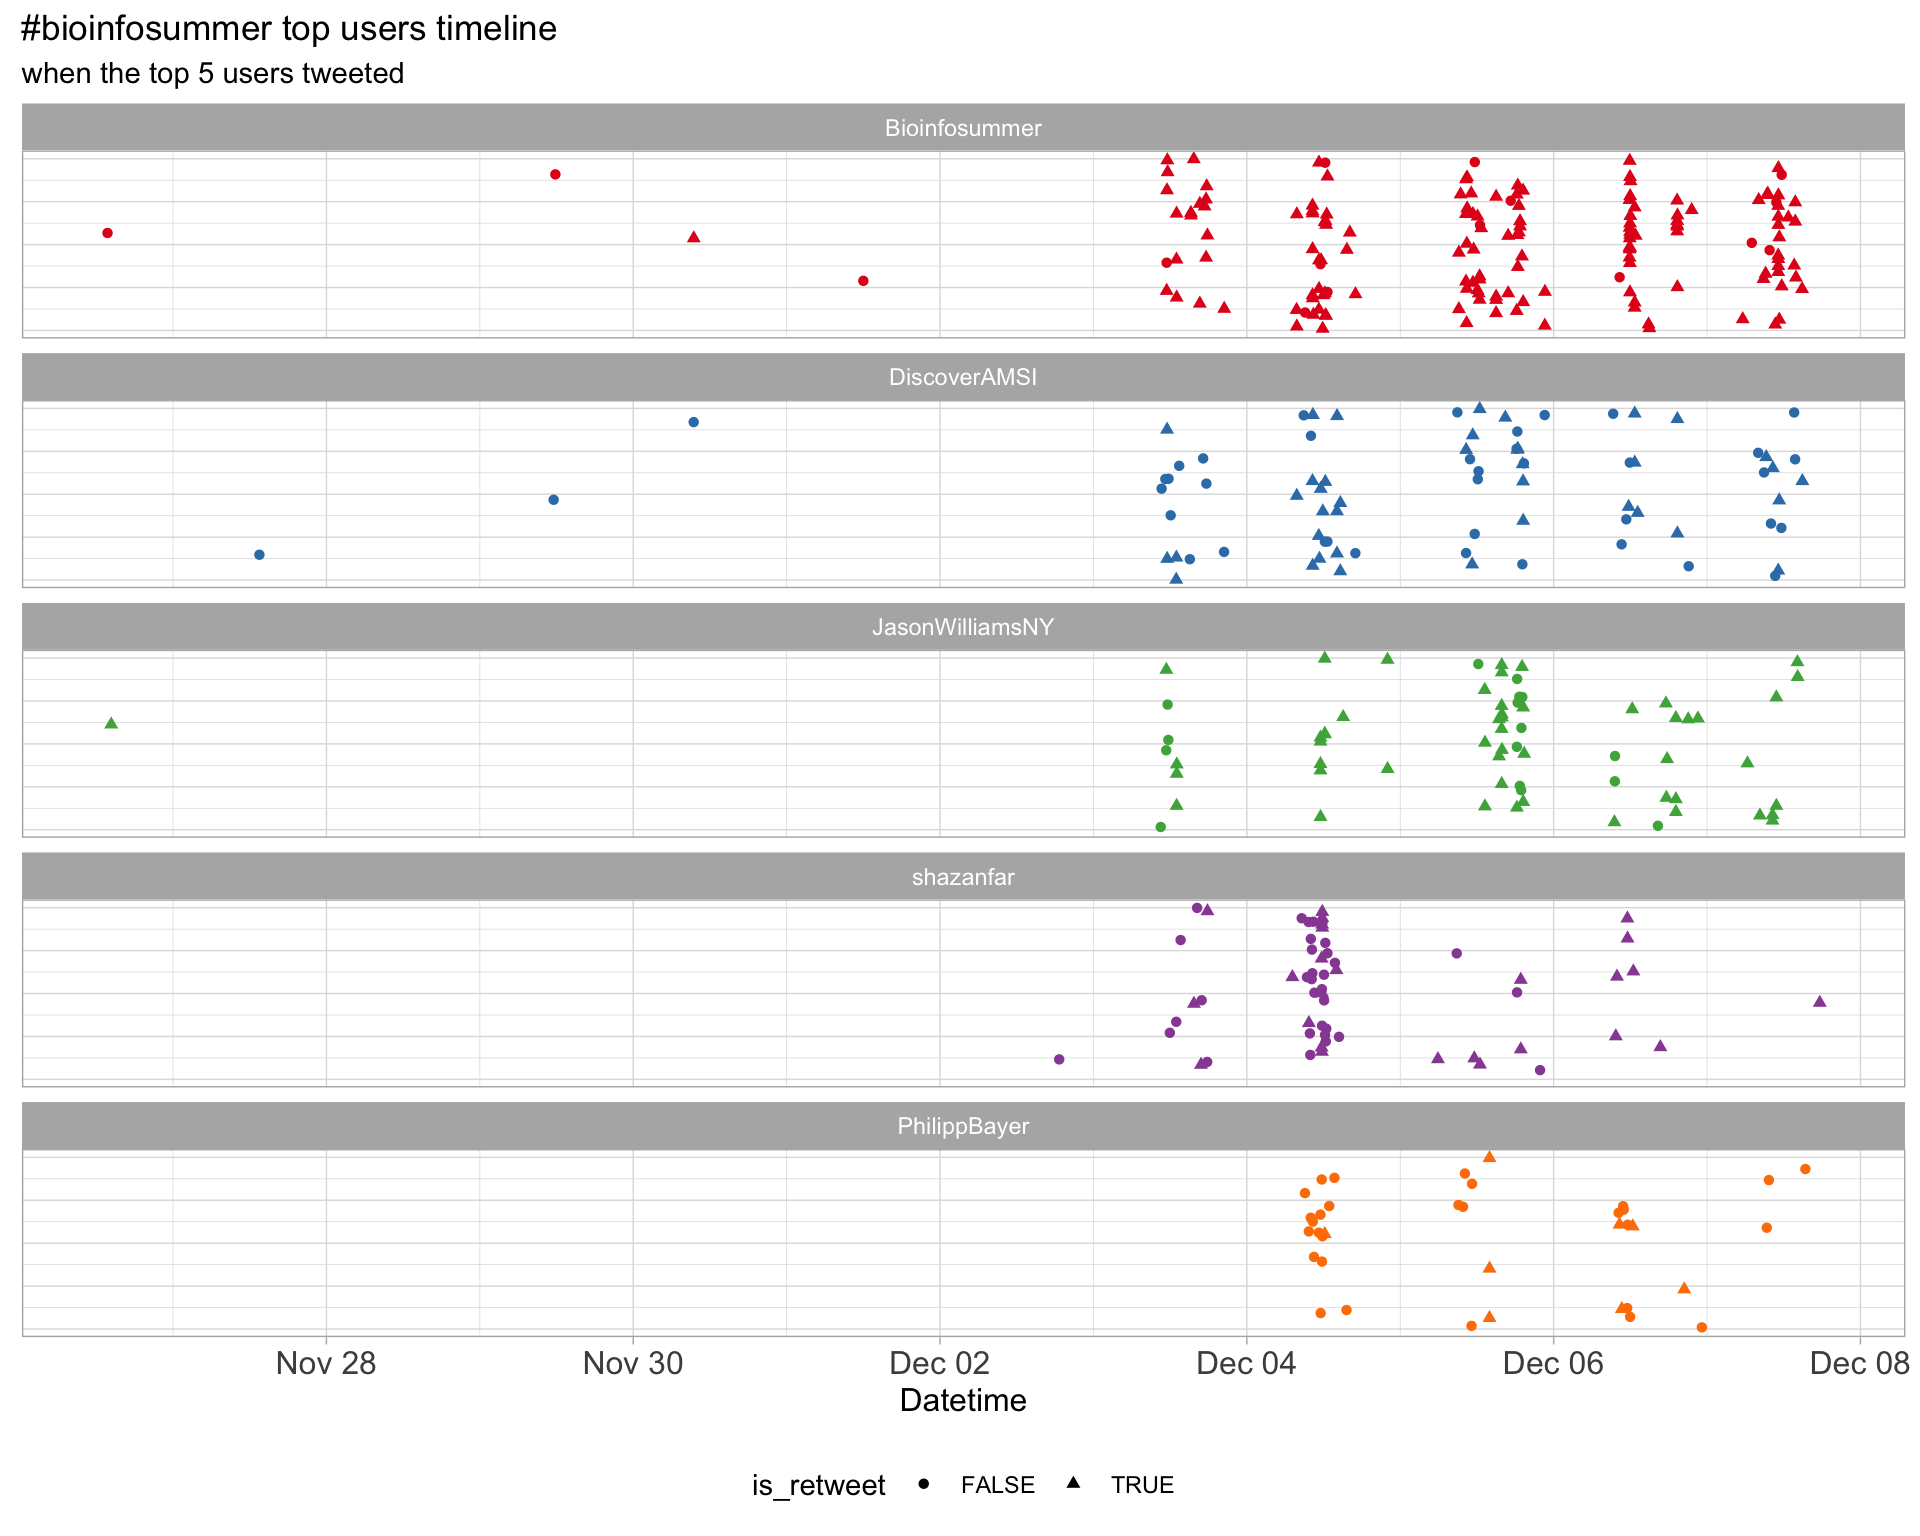 #bioinfosummer top users timeline
when the top 5 users tweeted
Bioinfosummer
DiscoverAMSI
JasonWilliamsNY
shazanfar
PhilippBayer
Nov 28 Nov 30 Dec 02 Dec 04 Dec 06 Dec 08
Datetime
is_retweet FALSE TRUE